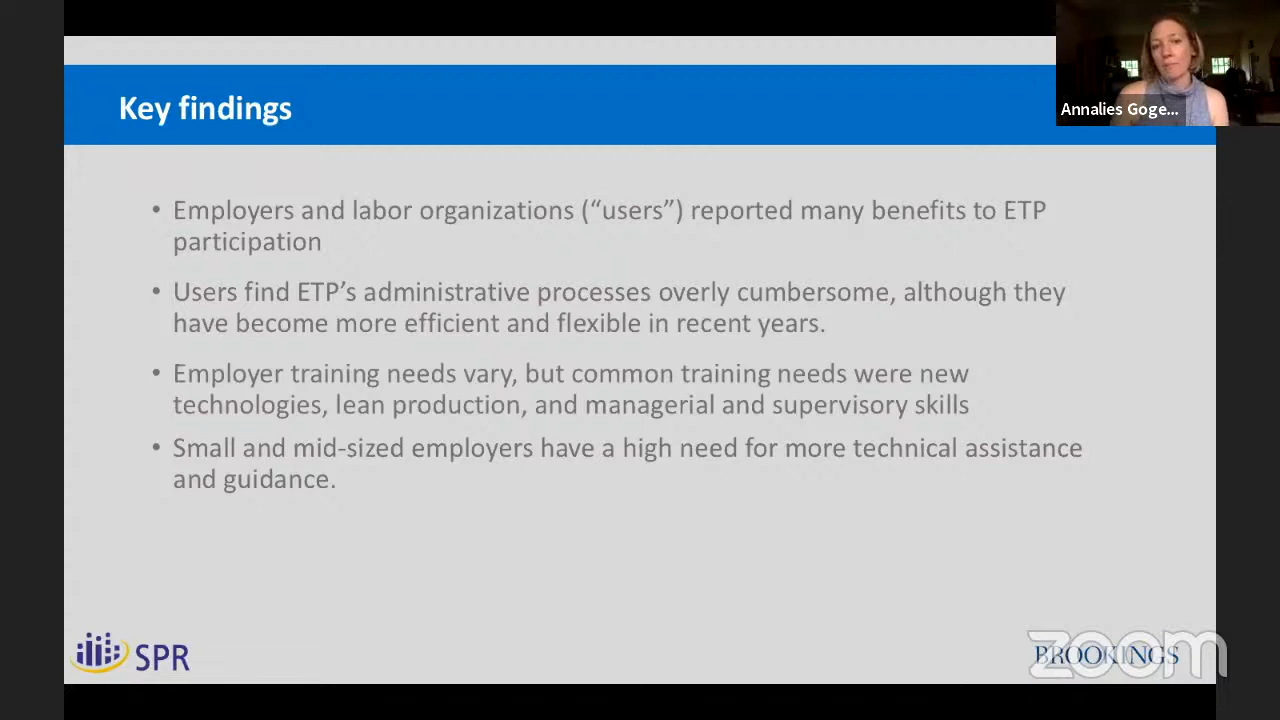 Key findings
Annalies Goge...
• Employers and labor organizations (“users”) reported many benefits to ETP
participation
• Users find ETP’s administrative processes overly cumbersome, although they
have become more efficient and flexible in recent years.
• Employer training needs vary, but common training needs were new
technologies, lean production, and managerial and supervisory skills
• Small and mid-sized employers have a high need for more technical assistance
and guidance.
SPR
BROOKINGS
zoom